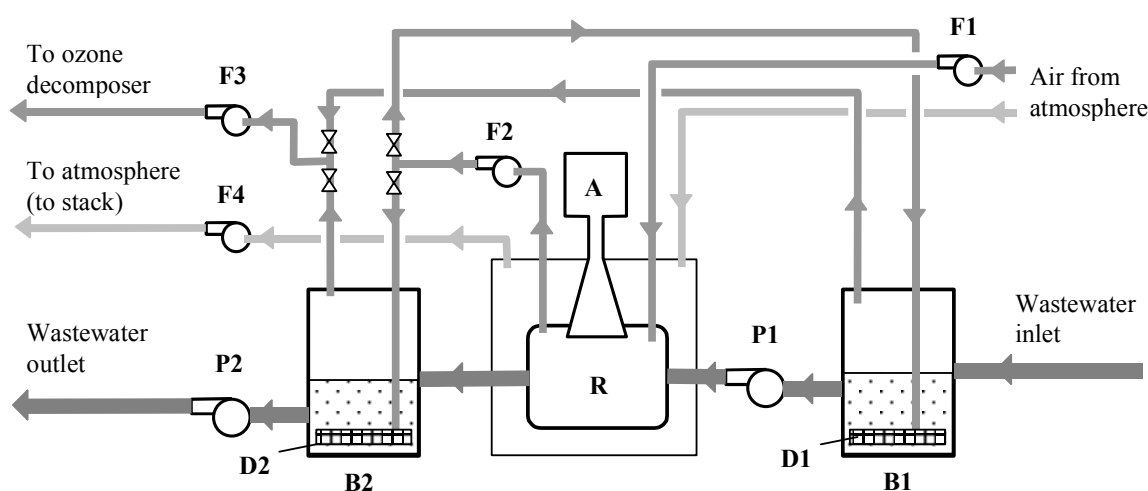 To ozone
decomposer
F3
F1
Air from
atmosphere
F2
To atmosphere
(to stack)
F4
A
Wastewater
outlet
P2
R
P1
Wastewater
inlet
D2
B2
D1
B1